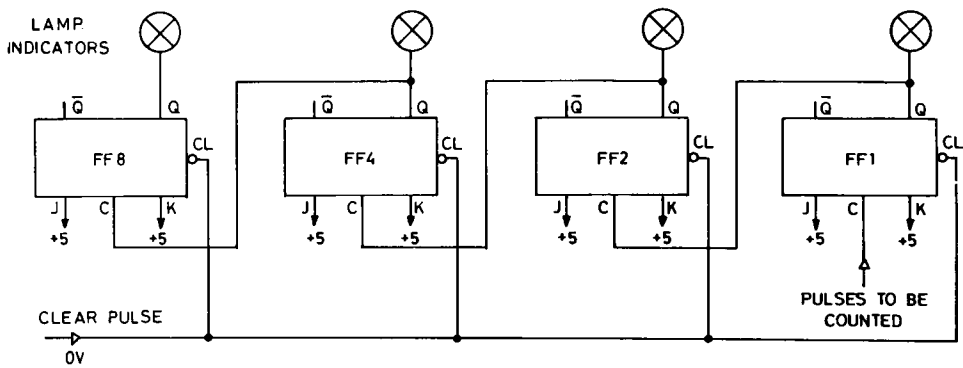 LAMP
INDICATORS
Q̅ Q
CL
FF8
J C K
+5 +5
Q̅ Q
CL
FF4
J C K
+5 +5
Q̅ Q
CL
FF2
J C K
+5 +5
Q̅ Q
CL
FF1
J C K
+5 +5
CLEAR PULSE
0V
PULSES TO BE
COUNTED